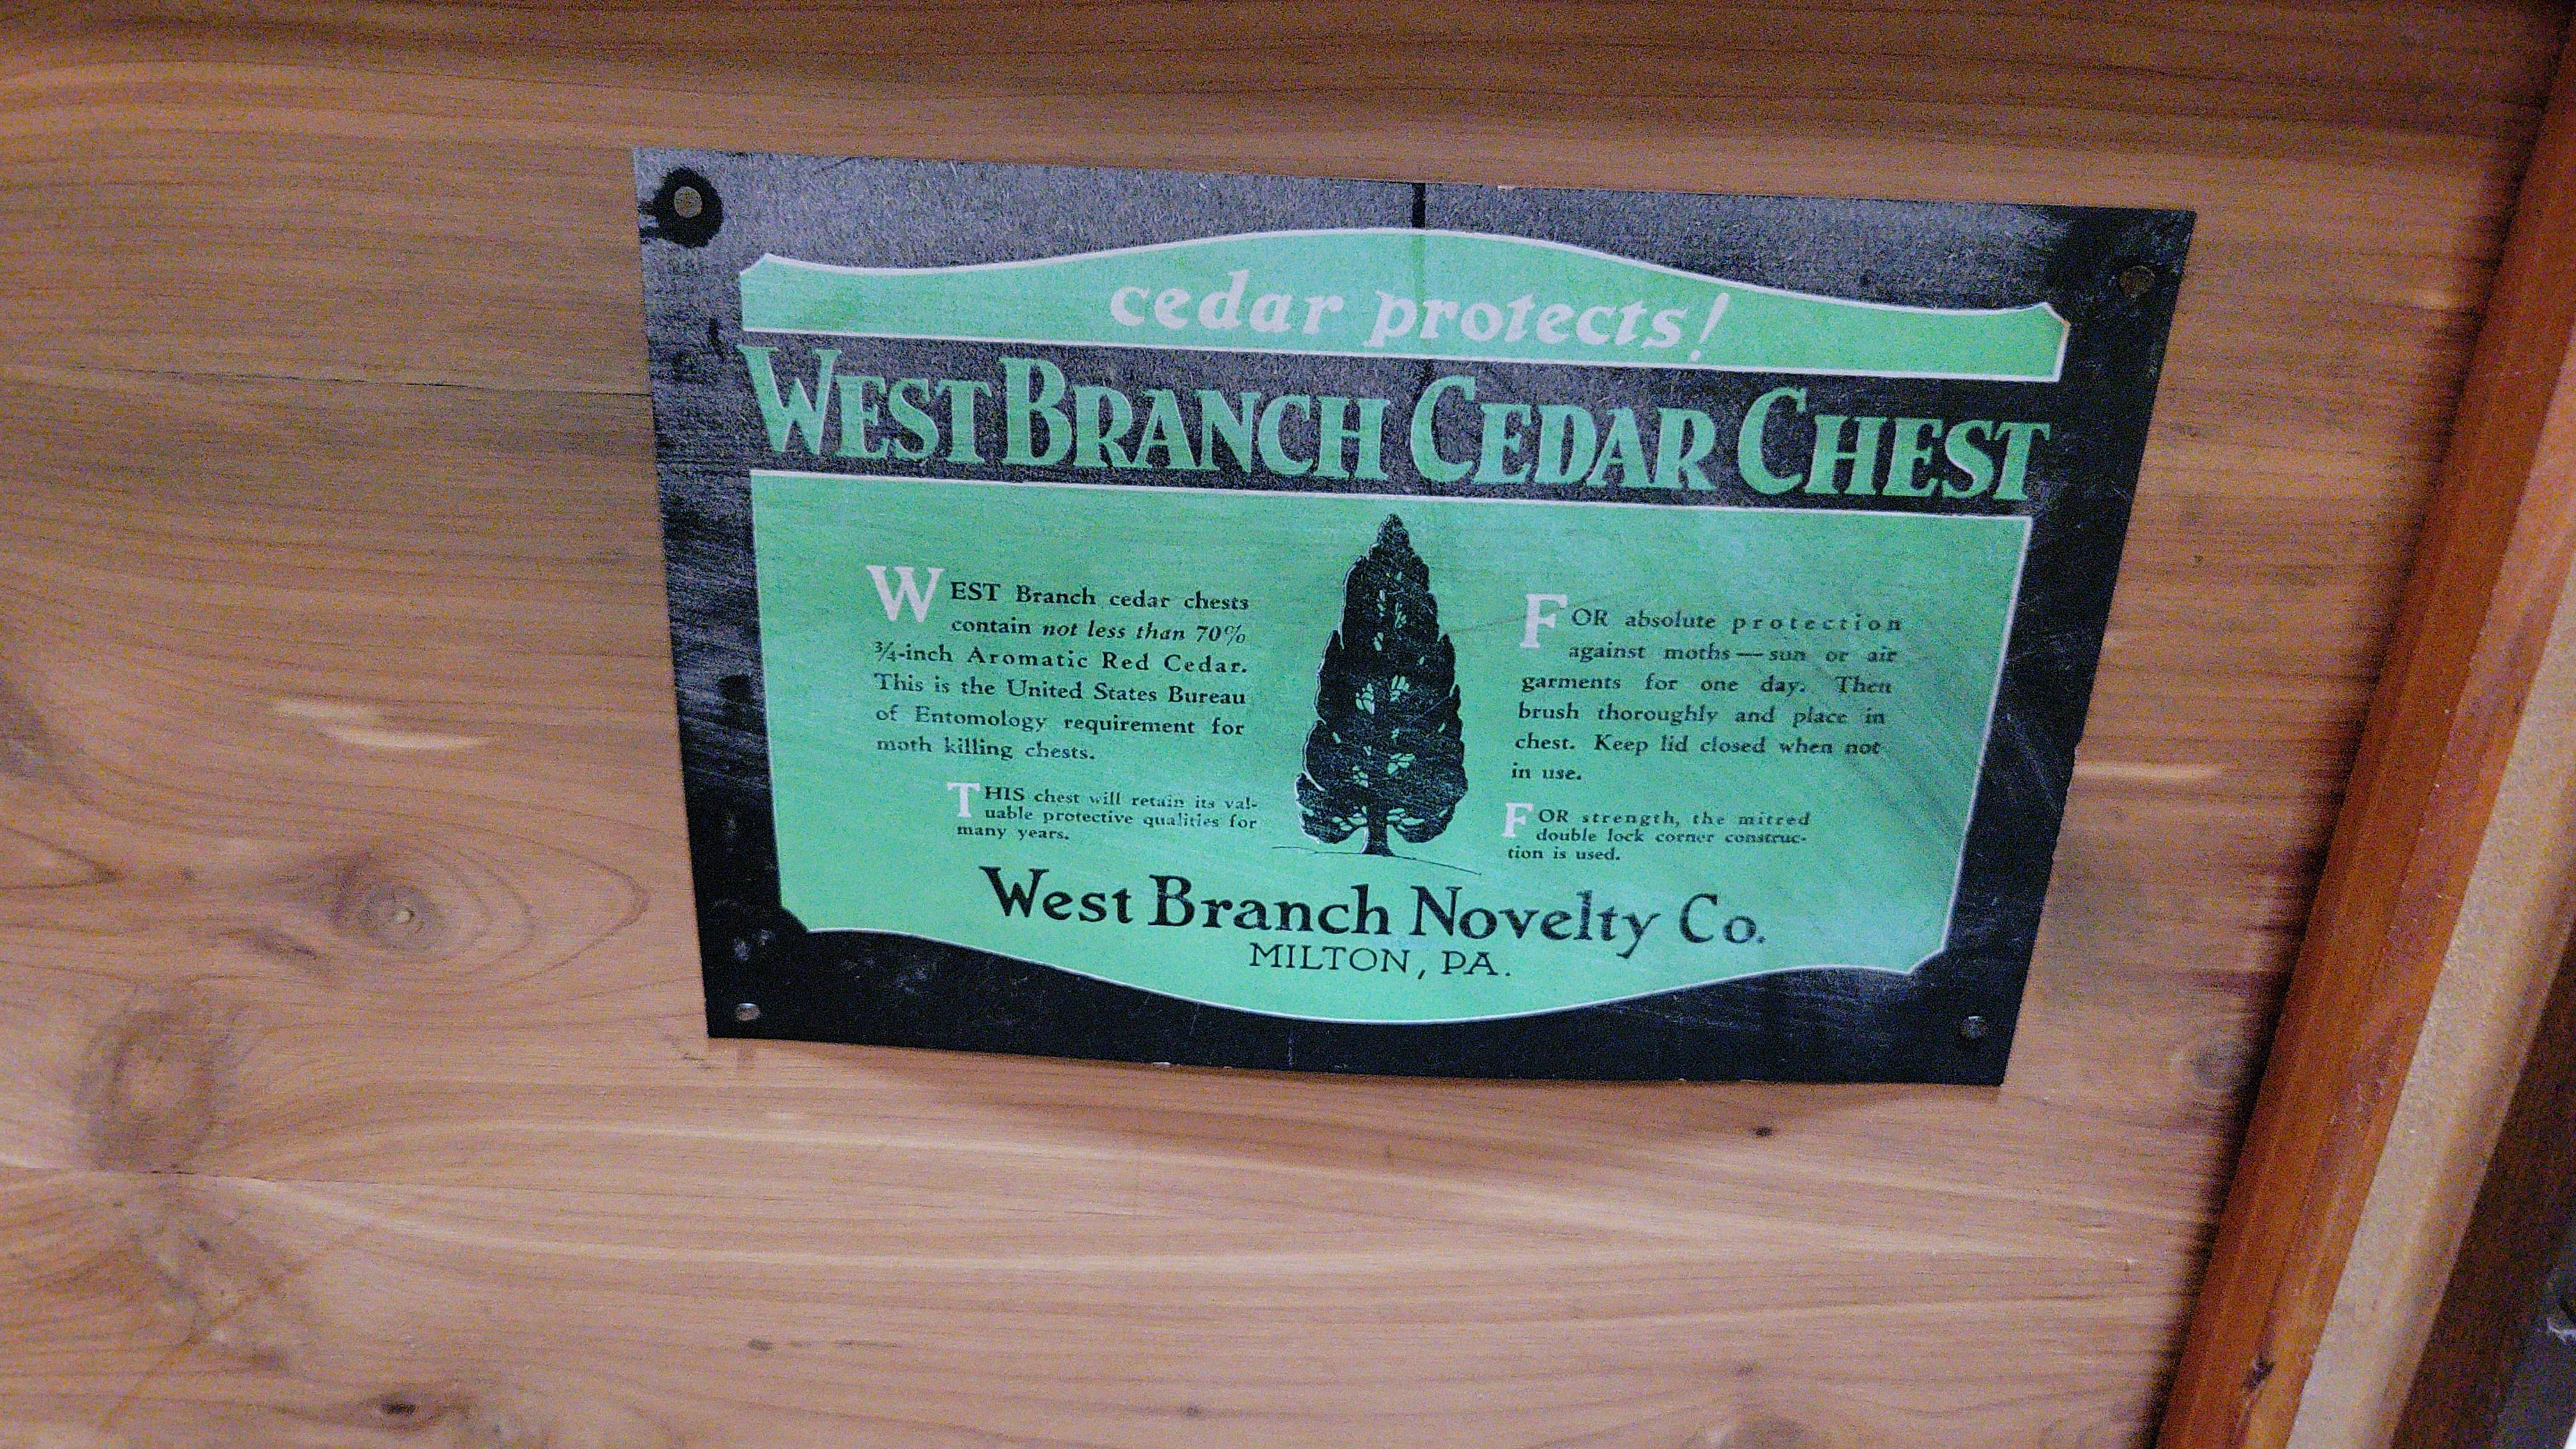 cedar protects!
WEST BRANCH CEDAR CHEST
WEST Branch cedar chests
contain not less than 70%
¾-inch Aromatic Red Cedar.
This is the United States Bureau
of Entomology requirement for
moth killing chests.
THIS chest will retain its val-
uable protective qualities for
many years.
FOR absolute protection
against moths—sun or air
garments for one day. Then
brush thoroughly and place in
chest. Keep lid closed when not
in use.
FOR strength, the mitred
double lock corner construc-
tion is used.
West Branch Novelty Co.
MILTON, PA.